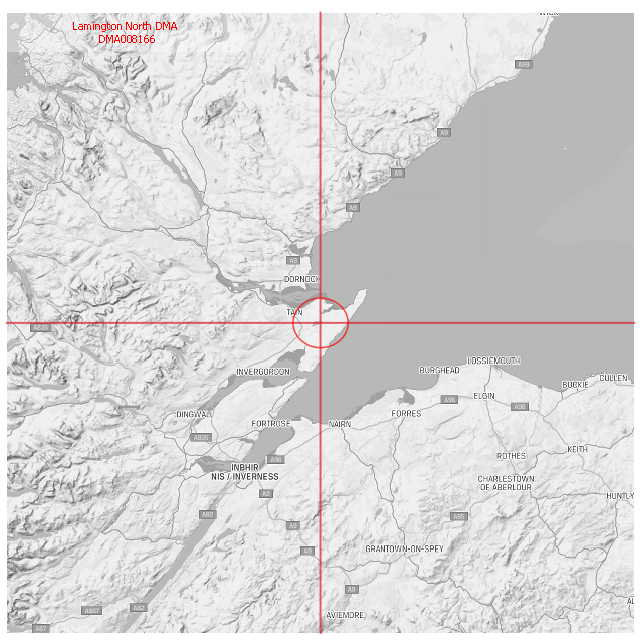 WICK
Lamington North DMA
DMA008166
A99
A9
A9
A9
A9
DORNOCH
TAIN
A835
LOSSIEMOUTH
BURGHEAD
INVERGORDON
CULLEN
BUCKIE
ELGIN
A96
A96
DINGWALL
FORRES
FORTROSE
NAIRN
A835
KEITH
ROTHES
A96
INBHIR
NIS / INVERNESS
CHARLESTOWN
OF ABERLOUR
A9
HUNTLY
A82
A95
A9
GRANTOWN-ON-SPEY
A9
A9
A887
A82
AVIEMORE
A87